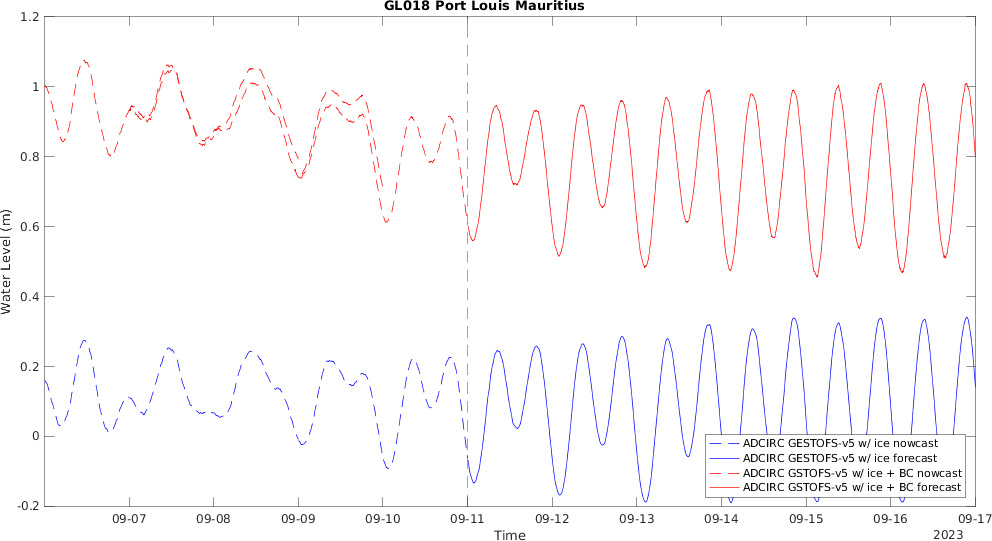 GL018 Port Louis Mauritius
1.2
1
0.8
0.6
0.4
0.2
0
-0.2
Water Level (m)
ADCIRC GESTOFS-v5 w/ ice nowcast
ADCIRC GESTOFS-v5 w/ ice forecast
ADCIRC GSTOFS-v5 w/ ice + BC nowcast
ADCIRC GSTOFS-v5 w/ ice + BC forecast
09-07 09-08 09-09 09-10 09-11 09-12 09-13 09-14 09-15 09-16 09-17
Time
2023